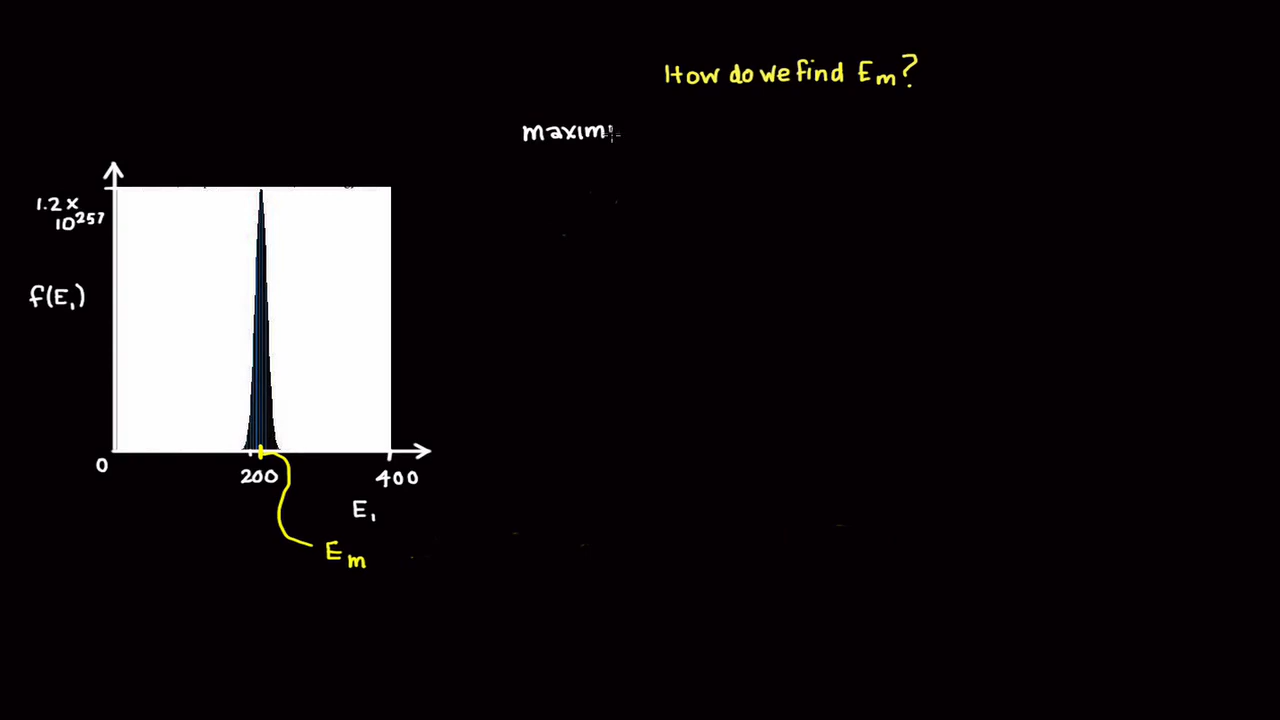 How do we find Em?
maxim
1.2 x
10^257
f(E₁)
0
200
400
E₁
Em